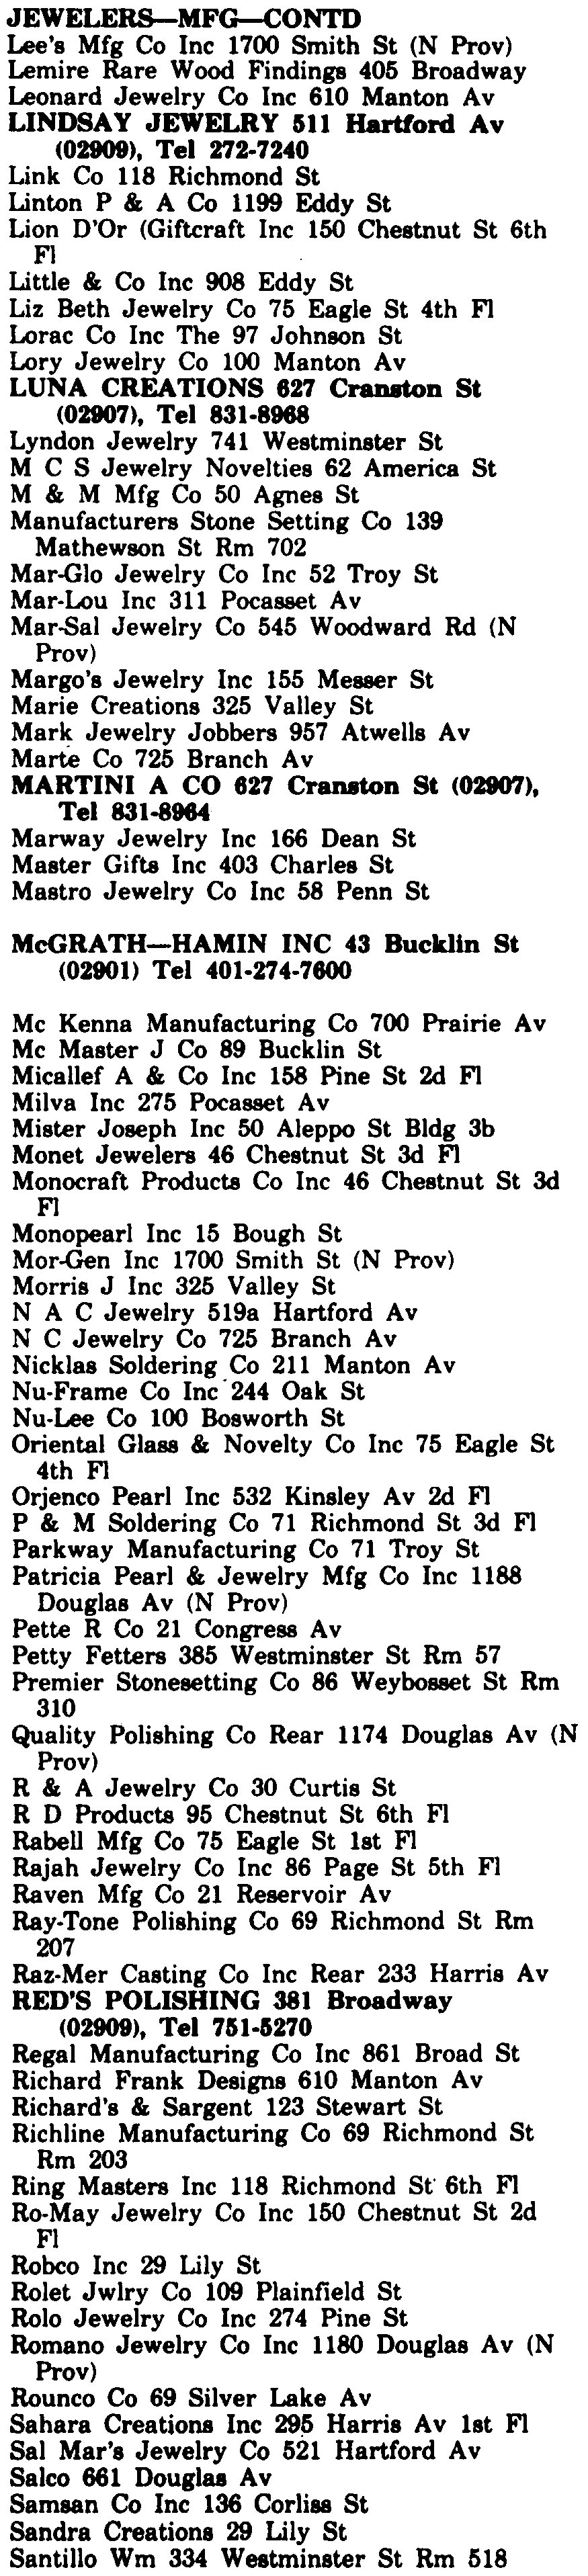 JEWELERS—MFG—CONTD
Lee's Mfg Co Inc 1700 Smith St (N Prov)
Lemire Rare Wood Findings 405 Broadway
Leonard Jewelry Co Inc 610 Manton Av
LINDSAY JEWELRY 511 Hartford Av
(02909), Tel 272-7240
Link Co 118 Richmond St
Linton P & A Co 1199 Eddy St
Lion D'Or (Giftcraft Inc 150 Chestnut St 6th
Fl
Little & Co Inc 908 Eddy St
Liz Beth Jewelry Co 75 Eagle St 4th Fl
Lorac Co Inc The 97 Johnson St
Lory Jewelry Co 100 Manton Av
LUNA CREATIONS 627 Cranston St
(02907), Tel 831-8968
Lyndon Jewelry 741 Westminster St
M C S Jewelry Novelties 62 America St
M & M Mfg Co 50 Agnes St
Manufacturers Stone Setting Co 139
Mathewson St Rm 702
Mar-Glo Jewelry Co Inc 52 Troy St
Mar-Lou Inc 311 Pocasset Av
Mar-Sal Jewelry Co 545 Woodward Rd (N
Prov)
Margo's Jewelry Inc 155 Messer St
Marie Creations 325 Valley St
Mark Jewelry Jobbers 957 Atwells Av
Marte Co 725 Branch Av
MARTINI A CO 627 Cranston St (02907),
Tel 831-8964
Marway Jewelry Inc 166 Dean St
Master Gifts Inc 403 Charles St
Mastro Jewelry Co Inc 58 Penn St
McGRATH—HAMIN INC 43 Bucklin St
(02901) Tel 401-274-7600
Mc Kenna Manufacturing Co 700 Prairie Av
Mc Master J Co 89 Bucklin St
Micallef A & Co Inc 158 Pine St 2d Fl
Milva Inc 275 Pocasset Av
Mister Joseph Inc 50 Aleppo St Bldg 3b
Monet Jewelers 46 Chestnut St 3d Fl
Monocraft Products Co Inc 46 Chestnut St 3d
Fl
Monopearl Inc 15 Bough St
Mor-Gen Inc 1700 Smith St (N Prov)
Morris J Inc 325 Valley St
N A C Jewelry 519a Hartford Av
N C Jewelry Co 725 Branch Av
Nicklas Soldering Co 211 Manton Av
Nu-Frame Co Inc 244 Oak St
Nu-Lee Co 100 Bosworth St
Oriental Glass & Novelty Co Inc 75 Eagle St
4th Fl
Orjenco Pearl Inc 532 Kinsley Av 2d Fl
P & M Soldering Co 71 Richmond St 3d Fl
Parkway Manufacturing Co 71 Troy St
Patricia Pearl & Jewelry Mfg Co Inc 1188
Douglas Av (N Prov)
Pette R Co 21 Congress Av
Petty Fetters 385 Westminster St Rm 57
Premier Stonesetting Co 86 Weybosset St Rm
310
Quality Polishing Co Rear 1174 Douglas Av (N
Prov)
R & A Jewelry Co 30 Curtis St
R D Products 95 Chestnut St 6th Fl
Rabell Mfg Co 75 Eagle St 1st Fl
Rajah Jewelry Co Inc 86 Page St 5th Fl
Raven Mfg Co 21 Reservoir Av
Ray-Tone Polishing Co 69 Richmond St Rm
207
Raz-Mer Casting Co Inc Rear 233 Harris Av
RED'S POLISHING 381 Broadway
(02909), Tel 751-5270
Regal Manufacturing Co Inc 861 Broad St
Richard Frank Designs 610 Manton Av
Richard's & Sargent 123 Stewart St
Richline Manufacturing Co 69 Richmond St
Rm 203
Ring Masters Inc 118 Richmond St 6th Fl
Ro-May Jewelry Co Inc 150 Chestnut St 2d
Fl
Robco Inc 29 Lily St
Rolet Jwlry Co 109 Plainfield St
Rolo Jewelry Co Inc 274 Pine St
Romano Jewelry Co Inc 1180 Douglas Av (N
Prov)
Rounco Co 69 Silver Lake Av
Sahara Creations Inc 295 Harris Av 1st Fl
Sal Mar's Jewelry Co 521 Hartford Av
Salco 661 Douglas Av
Samsan Co Inc 136 Corliss St
Sandra Creations 29 Lily St
Santillo Wm 334 Westminster St Rm 518